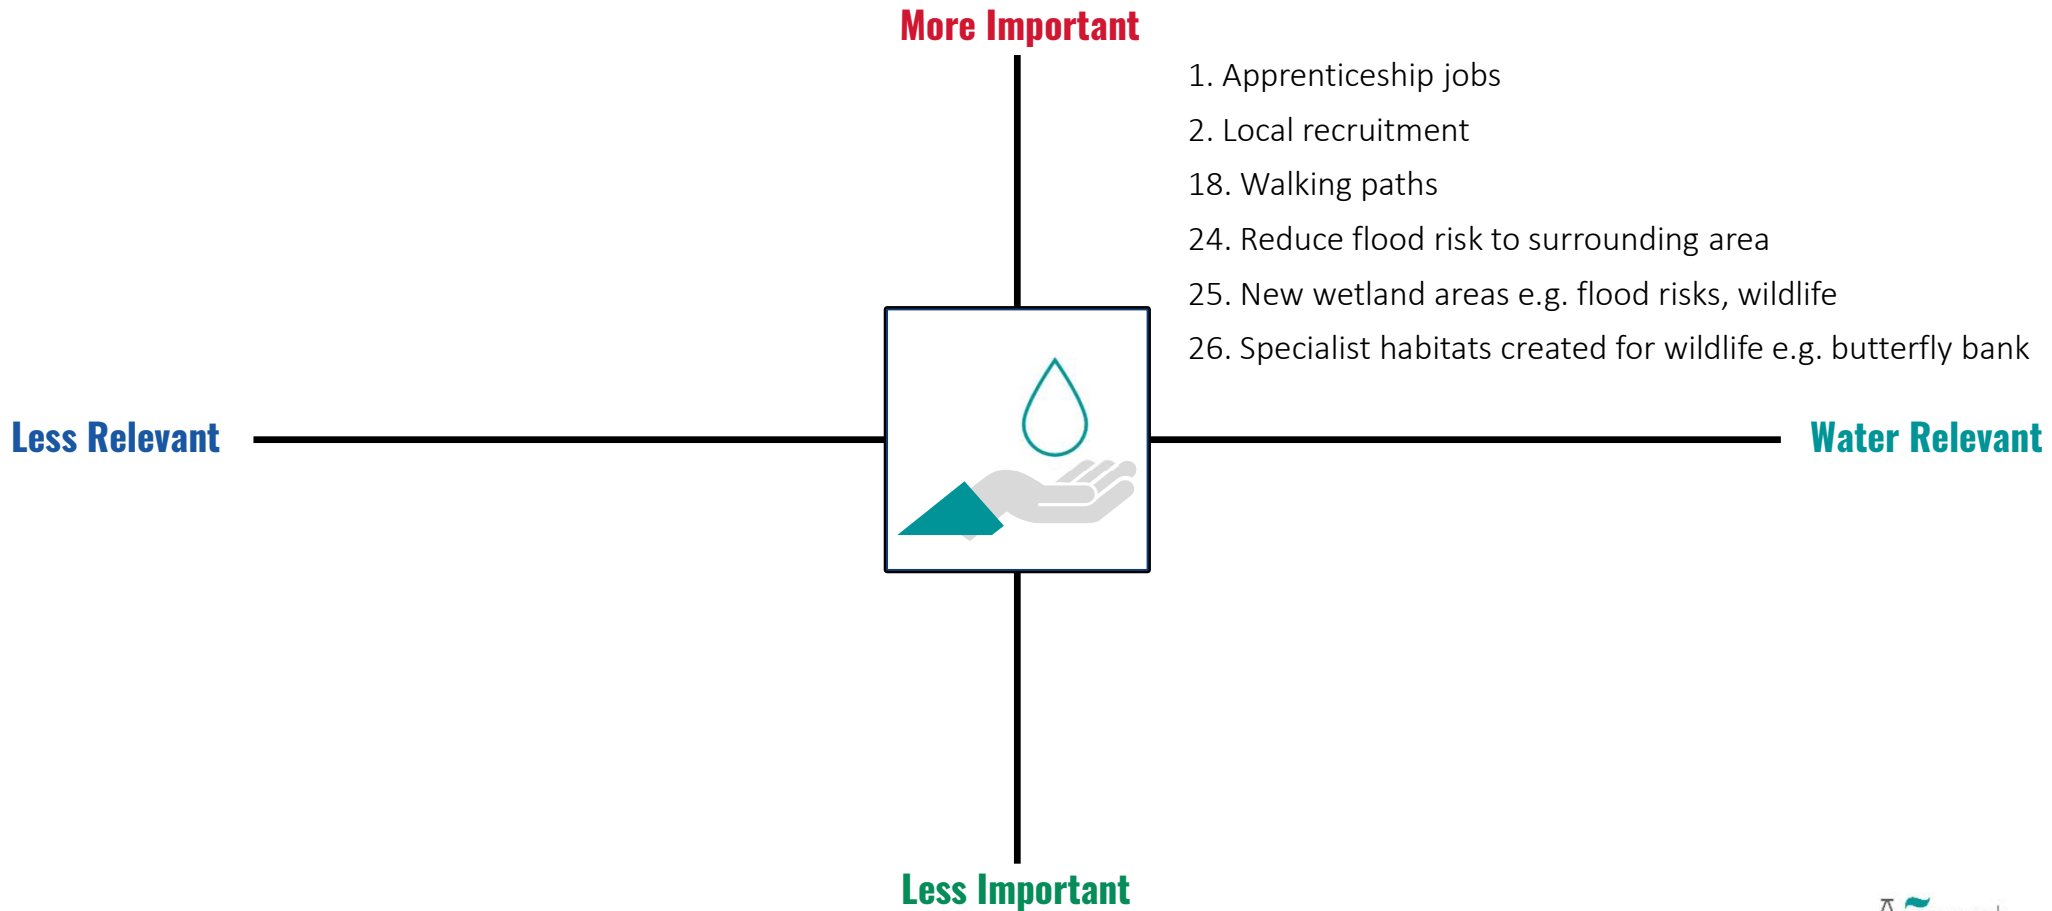 More Important
1. Apprenticeship jobs
2. Local recruitment
18. Walking paths
24. Reduce flood risk to surrounding area
25. New wetland areas e.g. flood risks, wildlife
26. Specialist habitats created for wildlife e.g. butterfly bank
Less Relevant
Water Relevant
Less Important